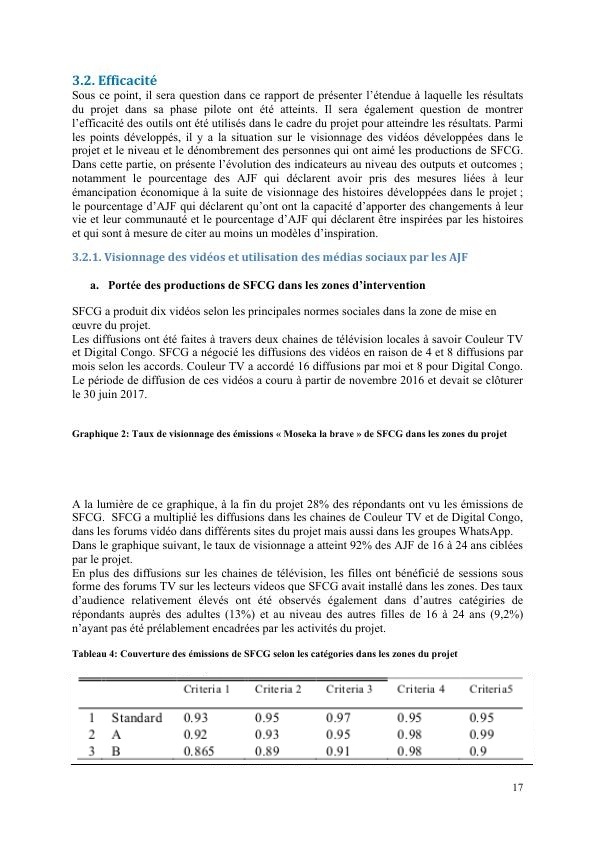 3.2. Efficacité
Sous ce point, il sera question dans ce rapport de présenter l’étendue à laquelle les résultats
du projet dans sa phase pilote ont été atteints. Il sera également question de montrer
l’efficacité des outils ont été utilisés dans le cadre du projet pour atteindre les résultats. Parmi
les points développés, il y a la situation sur le visionnage des vidéos développées dans le
projet et le niveau et le dénombrement des personnes qui ont aimé les productions de SFCG.
Dans cette partie, on présente l’évolution des indicateurs au niveau des outputs et outcomes ;
notamment le pourcentage des AJF qui déclarent avoir pris des mesures liées à leur
émancipation économique à la suite de visionnage des histoires développées dans le projet ;
le pourcentage d’AJF qui déclarent qu’ont ont la capacité d’apporter des changements à leur
vie et leur communauté et le pourcentage d’AJF qui déclarent être inspirées par les histoires
et qui sont à mesure de citer au moins un modèles d’inspiration.
3.2.1. Visionnage des vidéos et utilisation des médias sociaux par les AJF
a. Portée des productions de SFCG dans les zones d’intervention
SFCG a produit dix vidéos selon les principales normes sociales dans la zone de mise en
œuvre du projet.
Les diffusions ont été faites à travers deux chaines de télévision locales à savoir Couleur TV
et Digital Congo. SFCG a négocié les diffusions des vidéos en raison de 4 et 8 diffusions par
mois selon les accords. Couleur TV a accordé 16 diffusions par moi et 8 pour Digital Congo.
Le période de diffusion de ces vidéos a couru à partir de novembre 2016 et devait se clôturer
le 30 juin 2017.
Graphique 2: Taux de visionnage des émissions « Moseka la brave » de SFCG dans les zones du projet
A la lumière de ce graphique, à la fin du projet 28% des répondants ont vu les émissions de
SFCG. SFCG a multiplié les diffusions dans les chaines de Couleur TV et de Digital Congo,
dans les forums vidéo dans différents sites du projet mais aussi dans les groupes WhatsApp.
Dans le graphique suivant, le taux de visionnage a atteint 92% des AJF de 16 à 24 ans ciblées
par le projet.
En plus des diffusions sur les chaines de télévision, les filles ont bénéficié de sessions sous
forme des forums TV sur les lecteurs videos que SFCG avait installé dans les zones. Des taux
d’audience relativement élevés ont été observés également dans d’autres catégiries de
répondants auprès des adultes (13%) et au niveau des autres filles de 16 à 24 ans (9,2%)
n’ayant pas été prélablement encadrées par les activités du projet.
Tableau 4: Couverture des émissions de SFCG selon les catégories dans les zones du projet
Criteria 1 Criteria 2 Criteria 3 Criteria 4 Criteria5
1 Standard 0.93 0.95 0.97 0.95 0.95
2 A 0.92 0.93 0.95 0.98 0.99
3 B 0.865 0.89 0.91 0.98 0.9
17